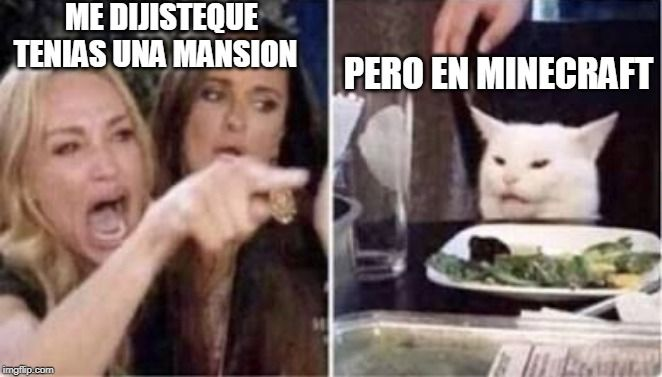 ME DIJISTEQUE
TENIAS UNA MANSION
PERO EN MINECRAFT
imgflip.com